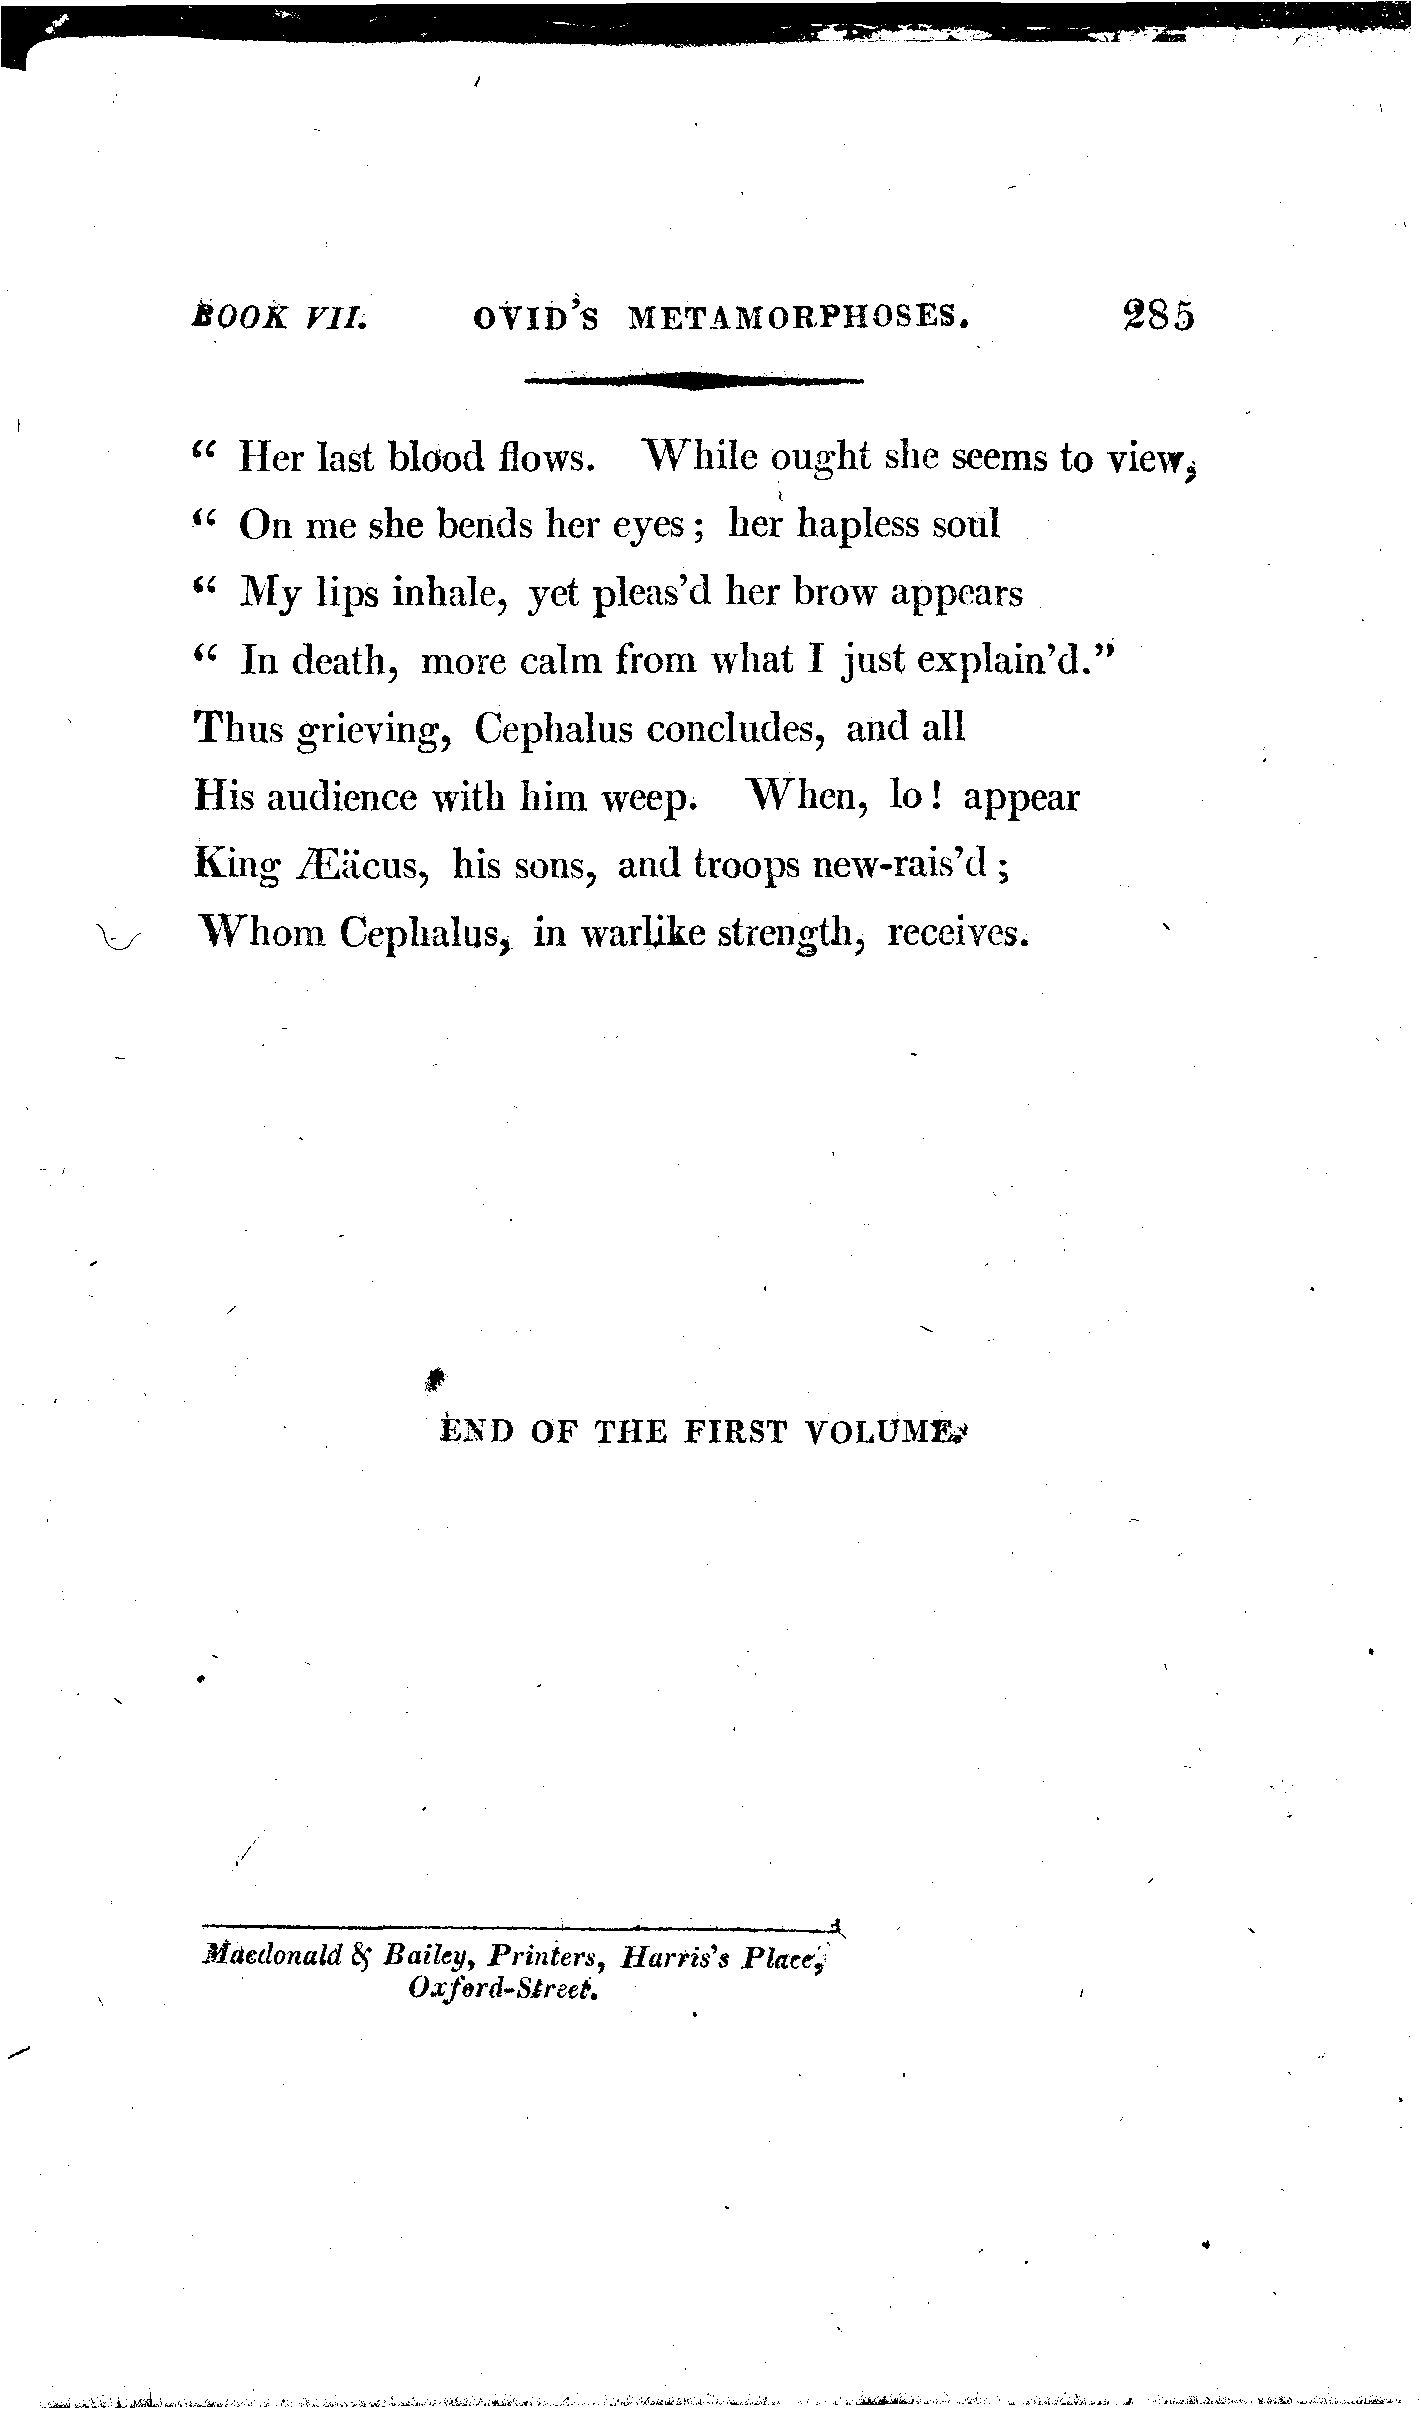 BOOK VII. OVID'S METAMORPHOSES. 285
“ Her last blood flows. While ought she seems to view,
“ On me she bends her eyes ; her hapless soul
“ My lips inhale, yet pleas'd her brow appears
“ In death, more calm from what I just explain'd.”
Thus grieving, Cephalus concludes, and all
His audience with him weep. When, lo ! appear
King Æäcus, his sons, and troops new-rais'd ;
Whom Cephalus, in warlike strength, receives.
END OF THE FIRST VOLUME.
Macdonald & Bailey, Printers, Harris's Place,
Oxford-Street.